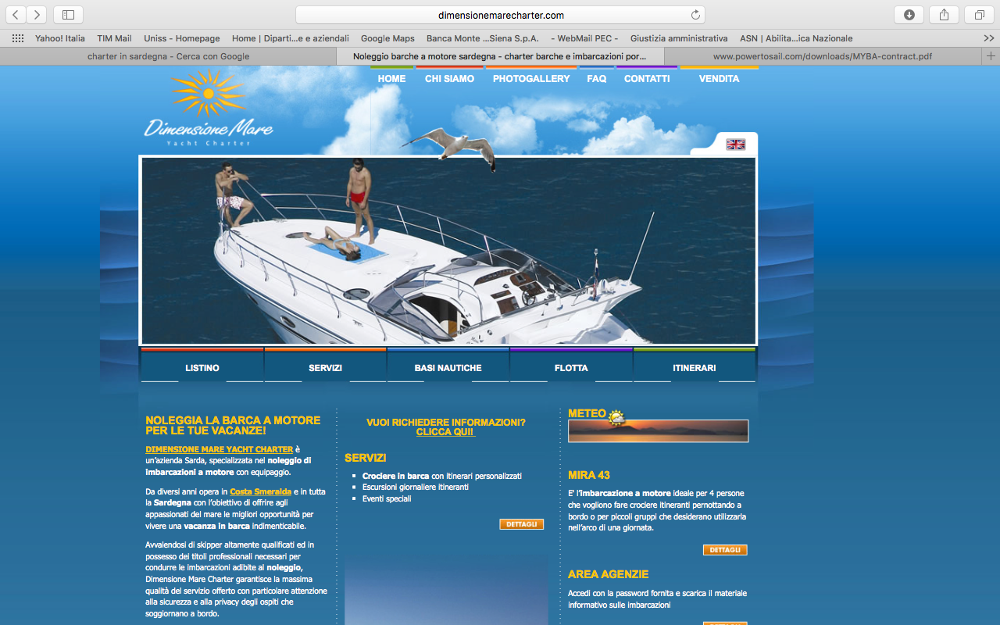 dimensionemarecharter.com
Yahoo! Italia TIM Mail Uniss - Homepage Home | Diparti...e e aziendali Google Maps Banca Monte ...Siena S.p.A. - WebMail PEC - Giustizia amministrativa ASN | Abilita...ica Nazionale
charter in sardegna - Cerca con Google
Noleggio barche a motore sardegna - charter barche e imbarcazioni por...
www.powertosail.com/downloads/MYBA-contract.pdf
HOME CHI SIAMO PHOTOGALLERY FAQ CONTATTI VENDITA
Dimensione Mare
Yacht Charter
LISTINO SERVIZI BASI NAUTICHE FLOTTA ITINERARI
NOLEGGIA LA BARCA A MOTORE
PER LE TUE VACANZE!
DIMENSIONE MARE YACHT CHARTER è
un'azienda Sarda, specializzata nel noleggio di
imbarcazioni a motore con equipaggio.
Da diversi anni opera in Costa Smeralda e in tutta
la Sardegna con l'obiettivo di offrire agli
appassionati del mare le migliori opportunità per
vivere una vacanza in barca indimenticabile.
Avvalendosi di skipper altamente qualificati ed in
possesso dei titoli professionali necessari per
condurre le imbarcazioni adibite al noleggio,
Dimensione Mare Charter garantisce la massima
qualità del servizio offerto con particolare attenzione
alla sicurezza e alla privacy degli ospiti che
soggiornano a bordo.
VUOI RICHIEDERE INFORMAZIONI?
CLICCA QUI!
SERVIZI
Crociere in barca con itinerari personalizzati
Escursioni giornaliere itineranti
Eventi speciali
DETTAGLI
METEO
MIRA 43
E' l'imbarcazione a motore ideale per 4 persone
che vogliono fare crociere itineranti pernottando a
bordo o per piccoli gruppi che desiderano utilizzarla
nell'arco di una giornata.
DETTAGLI
AREA AGENZIE
Accedi con la password fornita e scarica il materiale
informativo sulle imbarcazioni